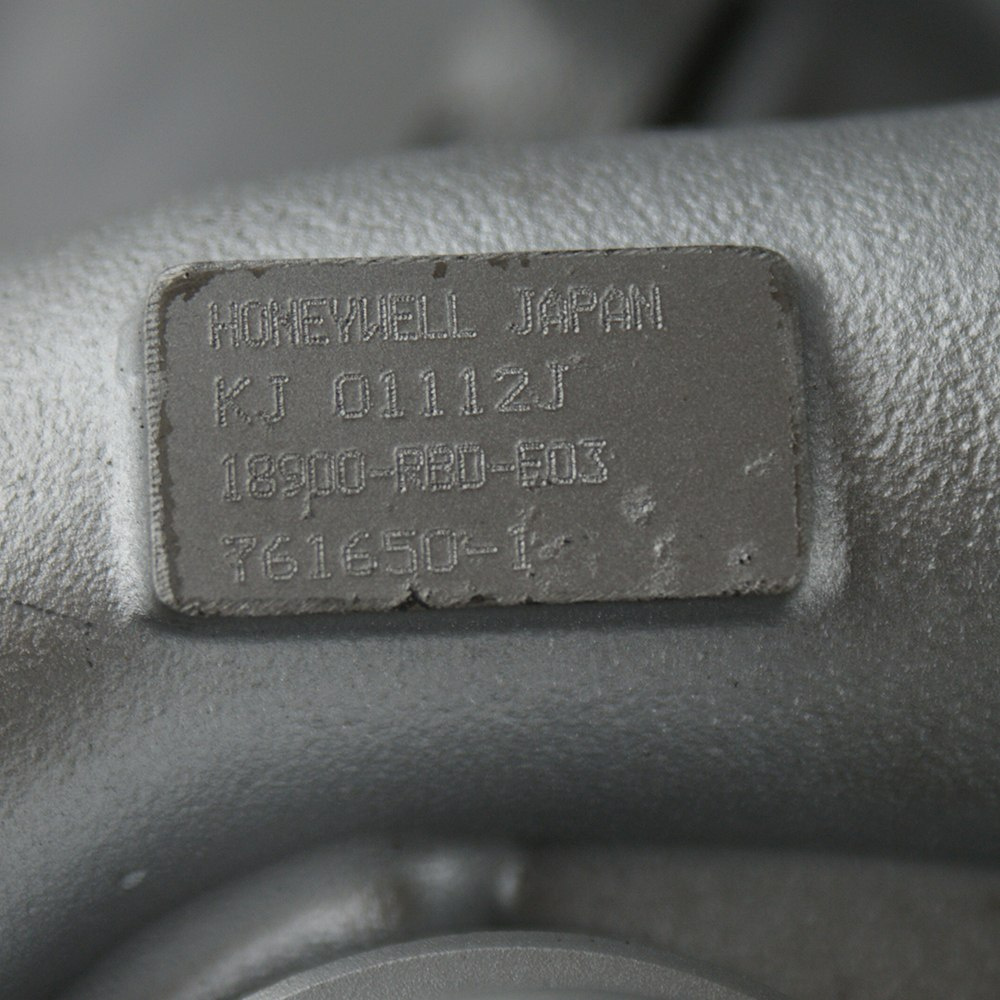 HONEYWELL JAPAN
KJ 01112J
18900-RBD-E03
761650-1